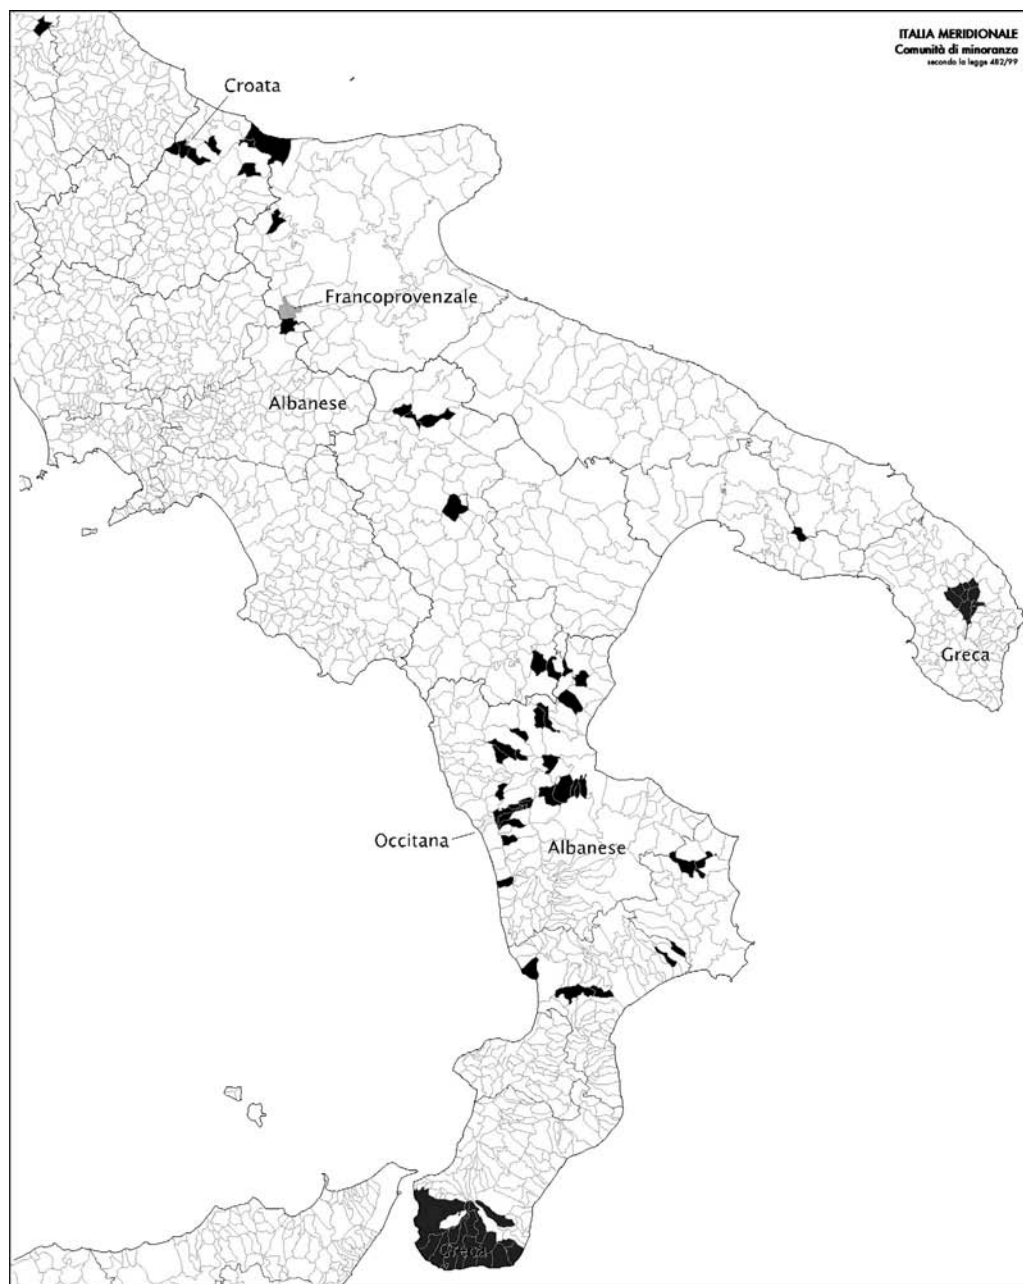 ITALIA MERIDIONALE
Comunità di minoranza
secondo la legge 482/99
Croata
Francoprovenzale
Albanese
Greca
Occitana
Albanese
Greca